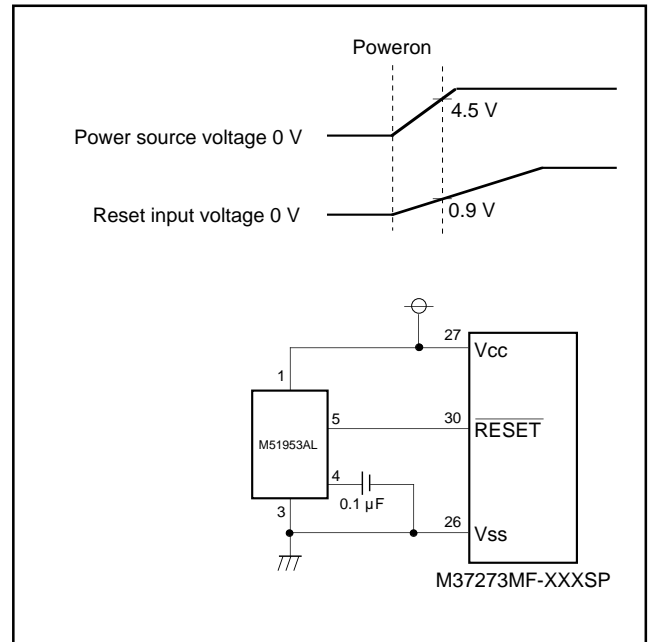 Poweron
4.5 V
Power source voltage 0 V
0.9 V
Reset input voltage 0 V
27
Vcc
1
5
30
RESET
M51953AL
4
0.1 µF
3
26
Vss
M37273MF-XXXSP